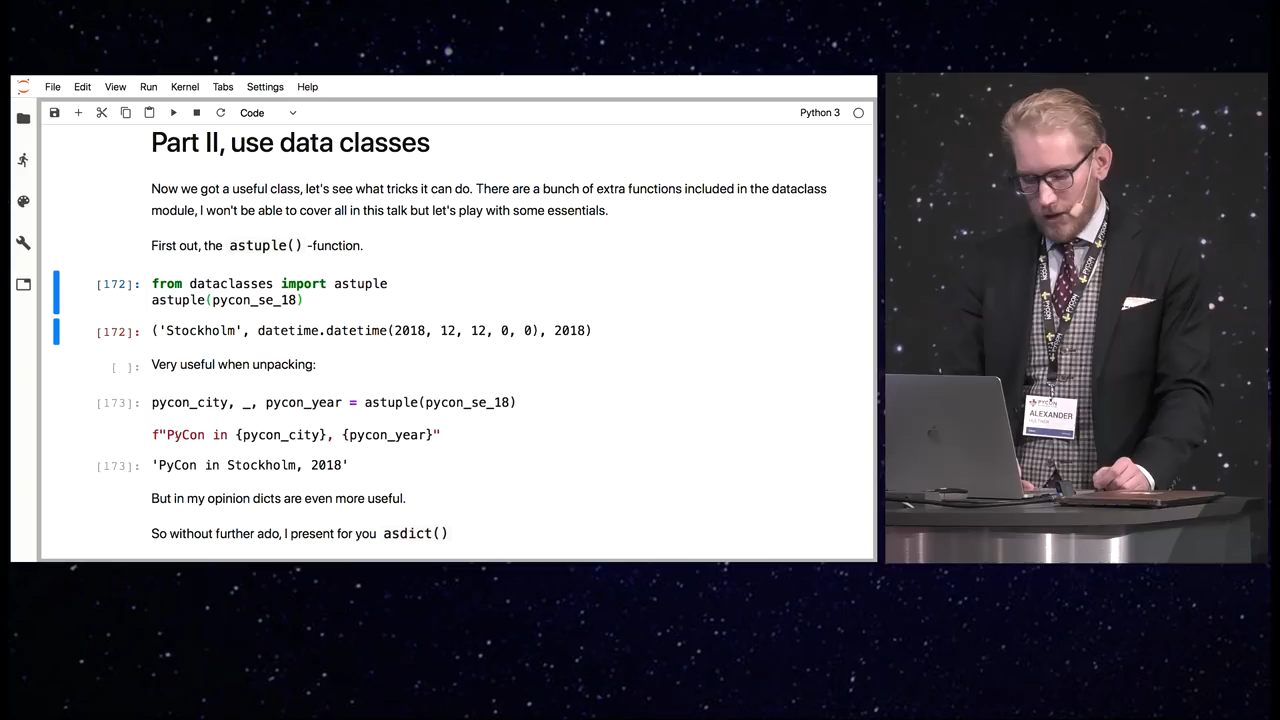 File Edit View Run Kernel Tabs Settings Help
Code
Python 3
Part II, use data classes
Now we got a useful class, let's see what tricks it can do. There are a bunch of extra functions included in the dataclass
module, I won't be able to cover all in this talk but let's play with some essentials.
First out, the astuple() -function.
[172]: from dataclasses import astuple
astuple(pycon_se_18)
[172]: ('Stockholm', datetime.datetime(2018, 12, 12, 0, 0), 2018)
[ ]: Very useful when unpacking:
[173]: pycon_city, _, pycon_year = astuple(pycon_se_18)
f"PyCon in {pycon_city}, {pycon_year}"
[173]: 'PyCon in Stockholm, 2018'
But in my opinion dicts are even more useful.
So without further ado, I present for you asdict()
PYCON
ALEXANDER